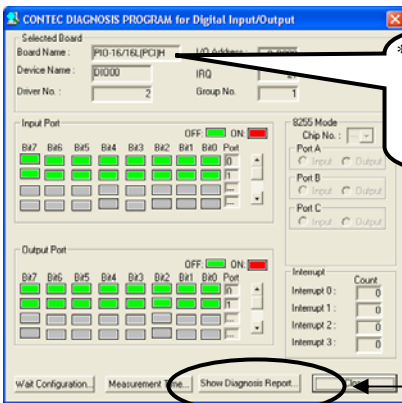 CONTEC DIAGNOSIS PROGRAM for Digital Input/Output
Selected Board
Board Name : PIO-16/16L(PCI)H
I/O Address :
*
Device Name : DIO00
IRQ
Driver No. : 2
Group No. : 1
Input Port
OFF: ON:
Bit7 Bit6 Bit5 Bit4 Bit3 Bit2 Bit1 Bit0 Port
0
1
8255 Mode
Chip No. :
Port A
Input Output
Port B
Input Output
Port C
Input Output
Output Port
OFF: ON:
Bit7 Bit6 Bit5 Bit4 Bit3 Bit2 Bit1 Bit0 Port
0
1
Interrupt
Count
Interrupt 0 : 0
Interrupt 1 : 0
Interrupt 2 : 0
Interrupt 3 : 0
Wait Configuration...
Measurement Time...
Show Diagnosis Report...
Close